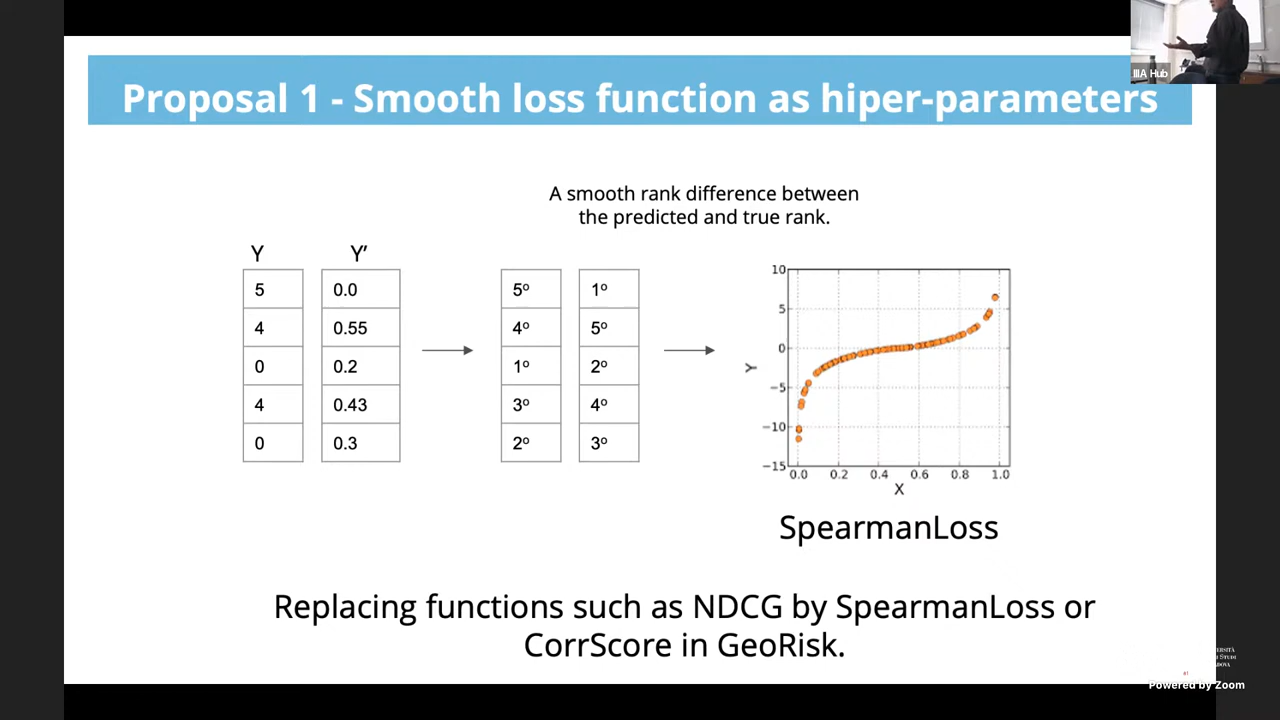 IIIA Hub
Proposal 1 - Smooth loss function as hiper-parameters
A smooth rank difference between
the predicted and true rank.
Y Y’
5 0.0 5º 1º
4 0.55 4º 5º
0 0.2 1º 2º
4 0.43 3º 4º
0 0.3 2º 3º
10
5
0
−5
−10
−15
Y
0.0 0.2 0.4 0.6 0.8 1.0
X
SpearmanLoss
Replacing functions such as NDCG by SpearmanLoss or
CorrScore in GeoRisk.
Powered by Zoom